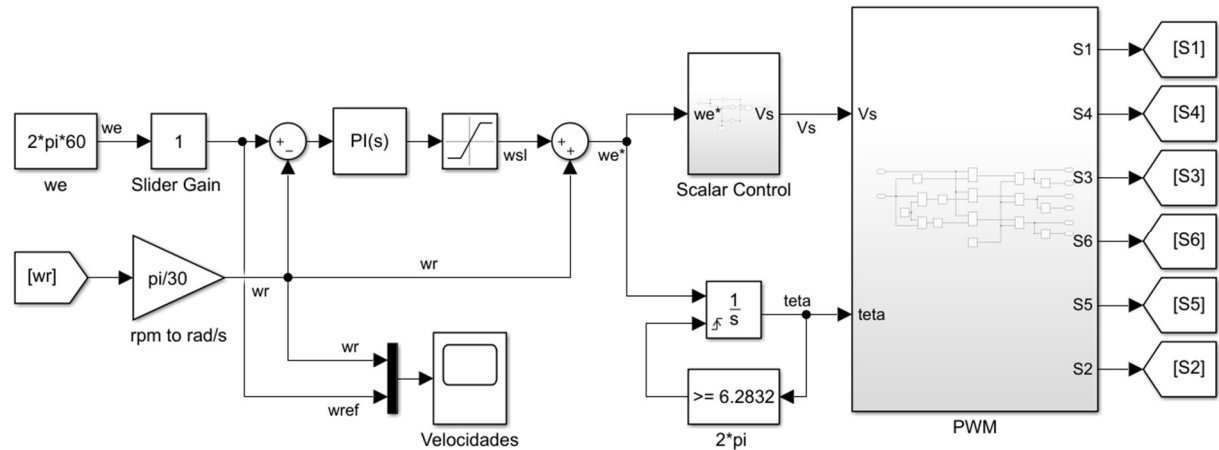 2*pi*60
we
we
1
Slider Gain
+
−
PI(s)
wsl
+
+
we*
we*
Vs
Scalar Control
Vs
[wr]
pi/30
rpm to rad/s
wr
wr
wr
wref
Velocidades
1
s
teta
>= 6.2832
2*pi
Vs
teta
S1
S4
S3
S6
S5
S2
PWM
[S1]
[S4]
[S3]
[S6]
[S5]
[S2]